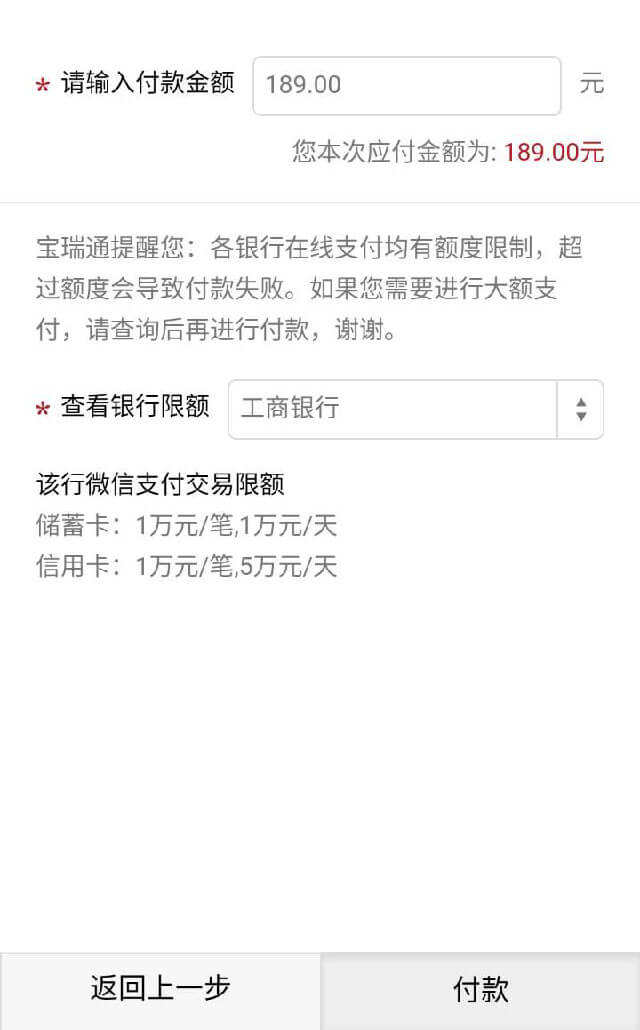 * 请输入付款金额 189.00 元
您本次应付金额为: 189.00元
宝瑞通提醒您：各银行在线支付均有额度限制，超
过额度会导致付款失败。如果您需要进行大额支
付，请查询后再进行付款，谢谢。
* 查看银行限额 工商银行
该行微信支付交易限额
储蓄卡：1万元/笔,1万元/天
信用卡：1万元/笔,5万元/天
返回上一步 付款